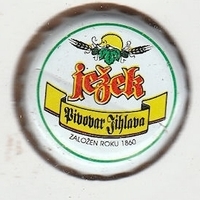 ježek
Pivovar Jihlava
ZALOŽEN ROKU 1860